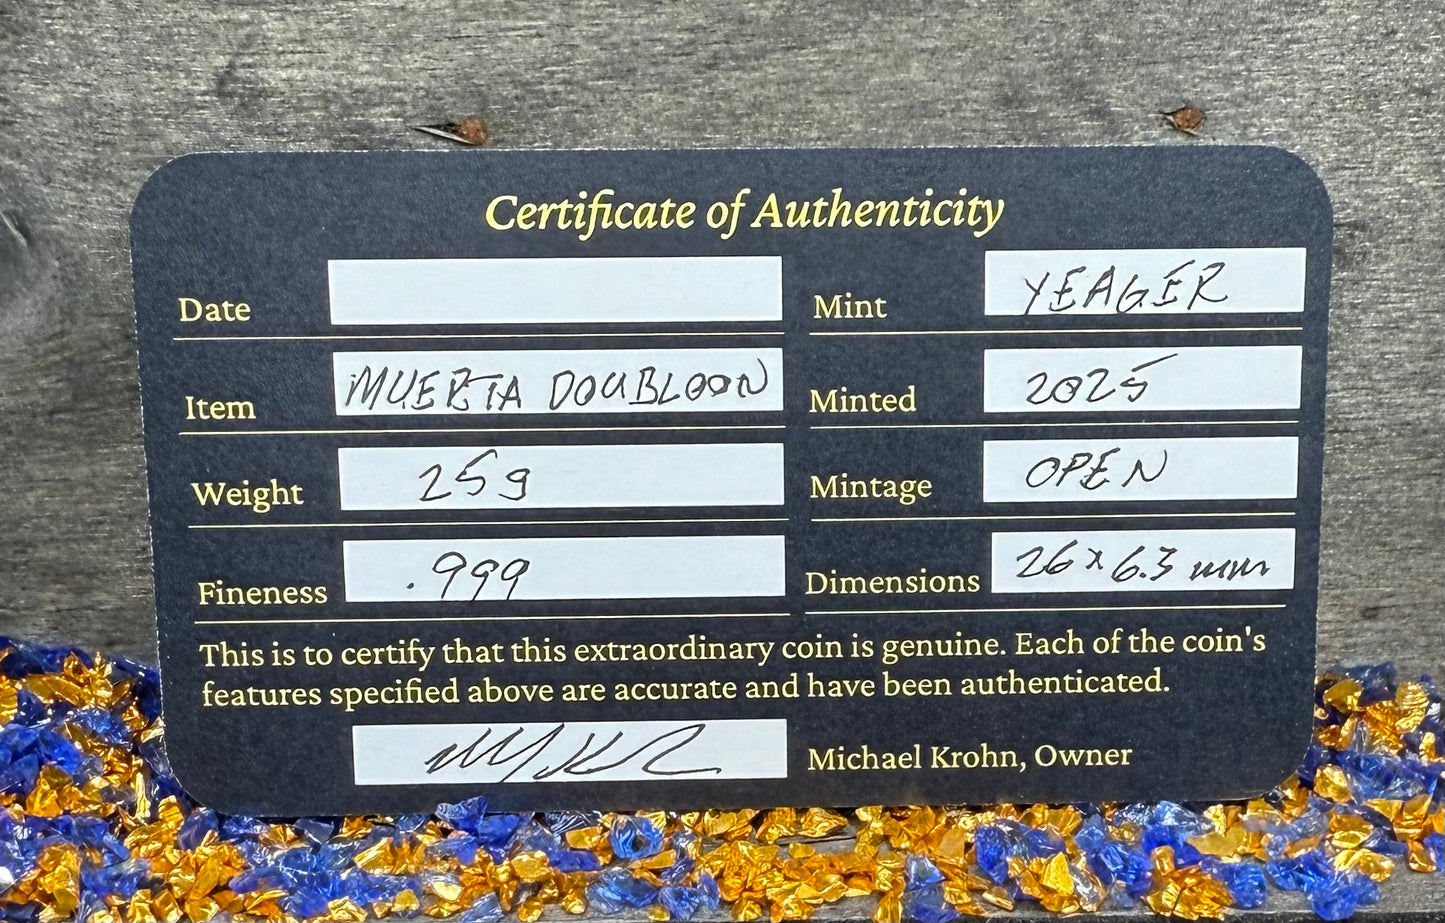 Certificate of Authenticity
Date
Mint YEAGER
Item MUERTA DOUBLOON
Minted 2025
Weight 25g
Mintage OPEN
Fineness .999
Dimensions 26 x 6.3 mm
This is to certify that this extraordinary coin is genuine. Each of the coin's
features specified above are accurate and have been authenticated.
Michael Krohn, Owner